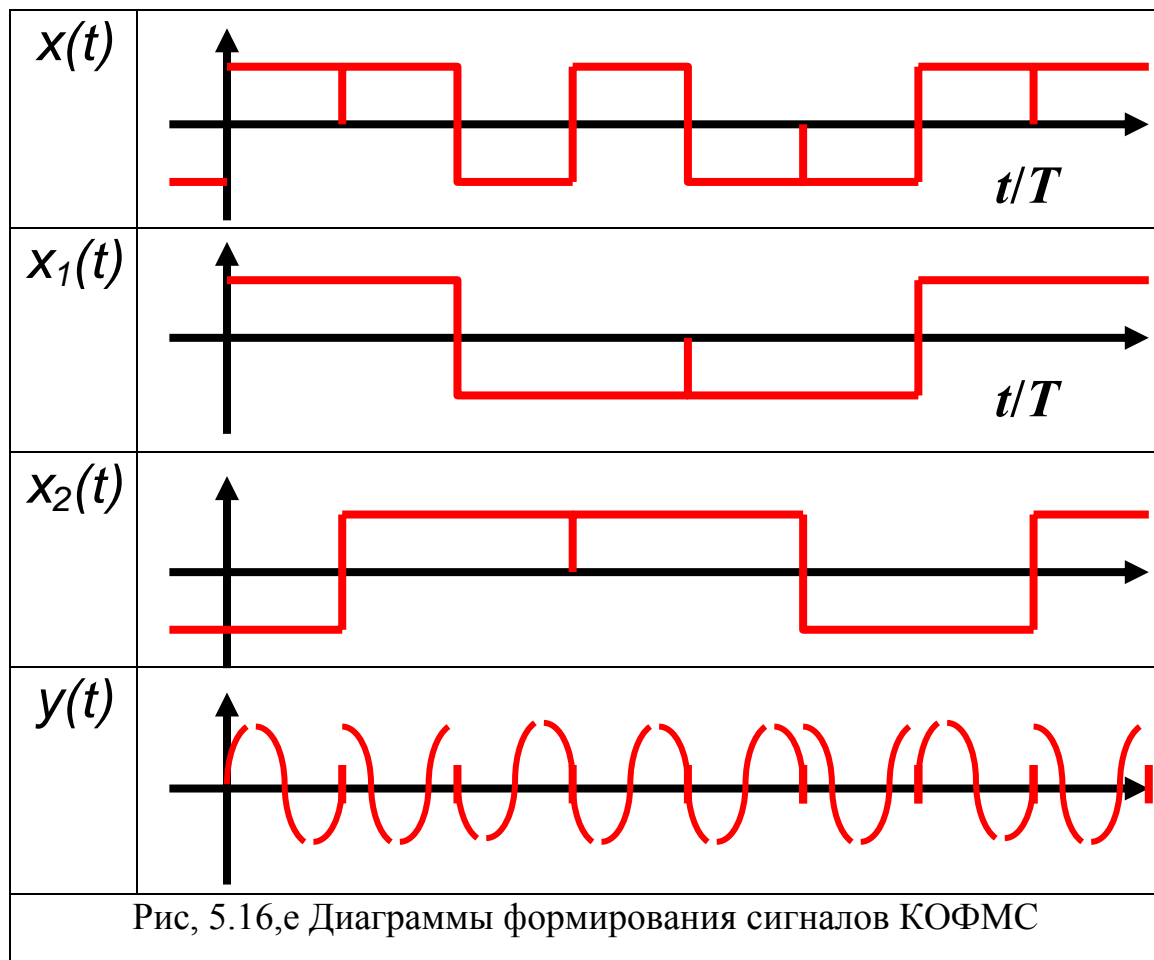 x(t)
t/T
x₁(t)
t/T
x₂(t)
y(t)
Рис, 5.16,е Диаграммы формирования сигналов КОФМС